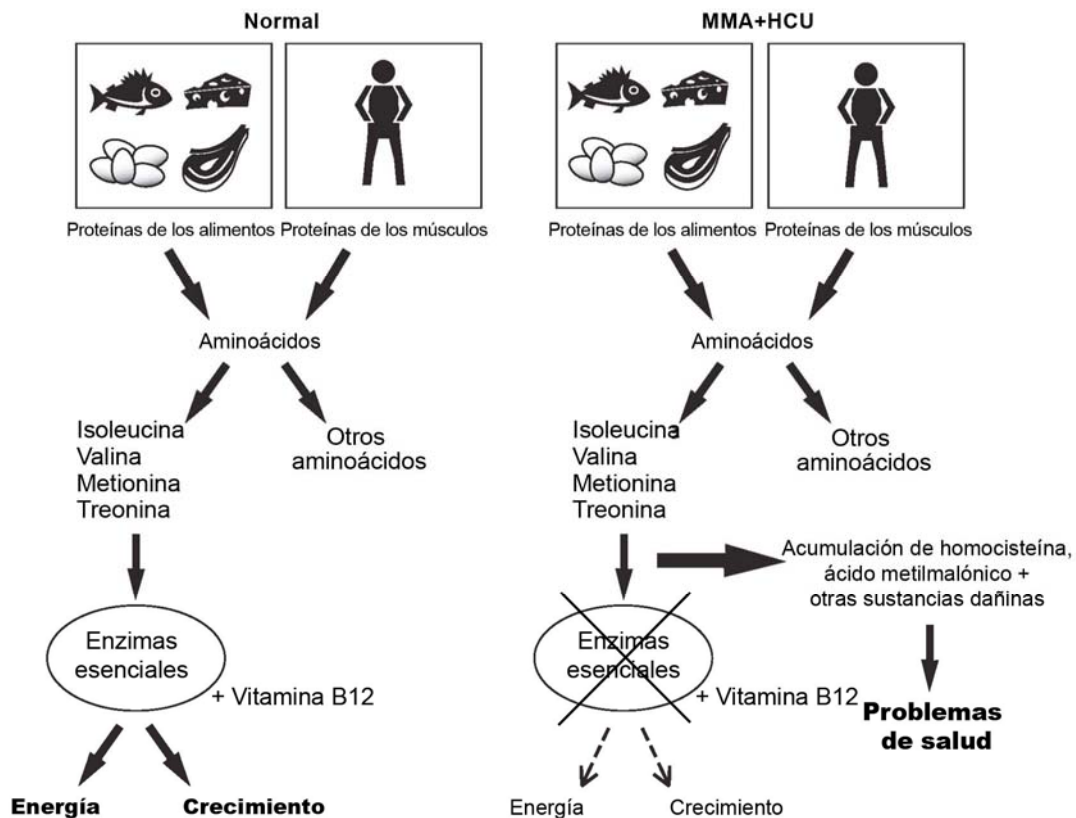 Normal
Proteínas de los alimentos
Proteínas de los músculos
Aminoácidos
Isoleucina
Valina
Metionina
Treonina
Otros
aminoácidos
Enzimas
esenciales
+ Vitamina B12
Energía
Crecimiento
MMA+HCU
Proteínas de los alimentos
Proteínas de los músculos
Aminoácidos
Isoleucina
Valina
Metionina
Treonina
Otros
aminoácidos
Acumulación de homocisteína,
ácido metilmalónico +
otras sustancias dañinas
Enzimas
esenciales
+ Vitamina B12
Problemas
de salud
Energía
Crecimiento